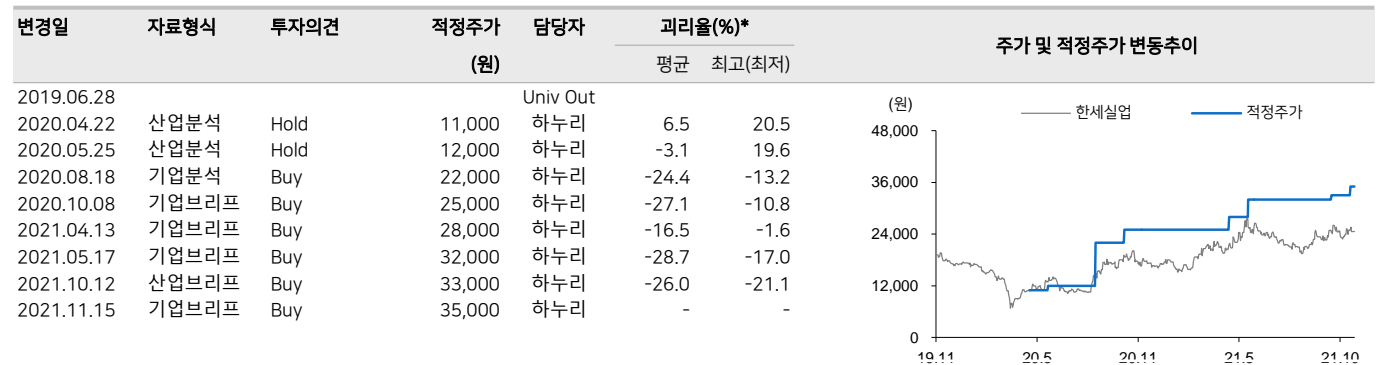 변경일 자료형식 투자의견 적정주가 담당자 괴리율(%)* 주가 및 적정주가 변동추이
(원) 평균 최고(최저)
2019.06.28 Univ Out
2020.04.22 산업분석 Hold 11,000 하누리 6.5 20.5
2020.05.25 산업분석 Hold 12,000 하누리 -3.1 19.6
2020.08.18 기업분석 Buy 22,000 하누리 -24.4 -13.2
2020.10.08 기업브리프 Buy 25,000 하누리 -27.1 -10.8
2021.04.13 기업브리프 Buy 28,000 하누리 -16.5 -1.6
2021.05.17 기업브리프 Buy 32,000 하누리 -28.7 -17.0
2021.10.12 산업브리프 Buy 33,000 하누리 -26.0 -21.1
2021.11.15 기업브리프 Buy 35,000 하누리 - -
(원) 한세실업 적정주가
48,000
36,000
24,000
12,000
0
19.11 20.5 20.11 21.5 21.10